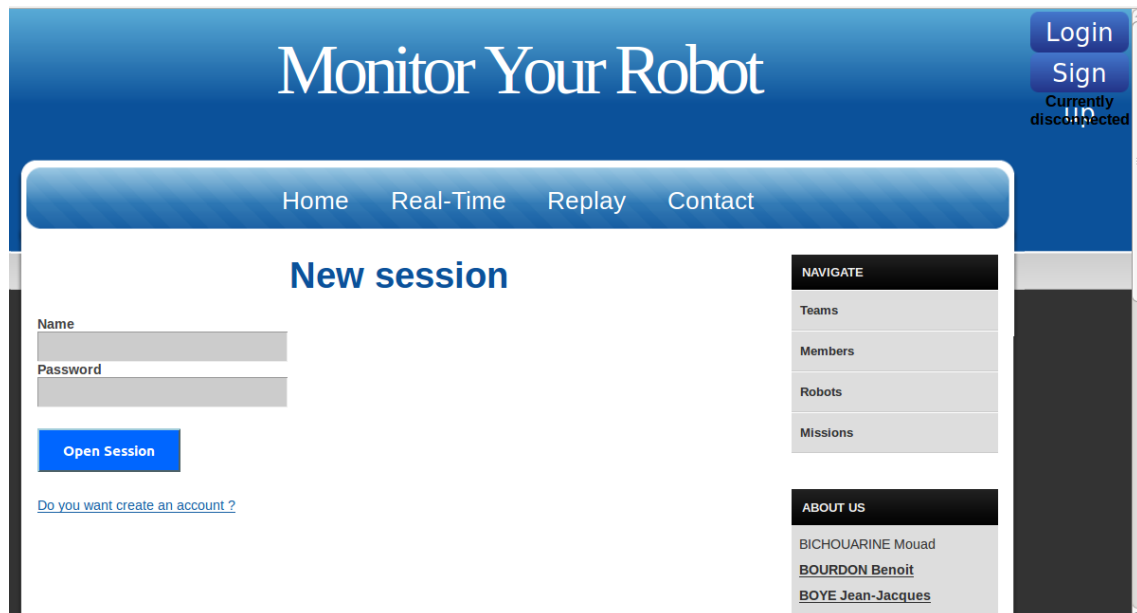 Monitor Your Robot
Login
Sign
up
Currently
disconnected
Home Real-Time Replay Contact
New session
Name
Password
Open Session
Do you want create an account ?
NAVIGATE
Teams
Members
Robots
Missions
ABOUT US
BICHOUARINE Mouad
BOURDON Benoit
BOYE Jean-Jacques